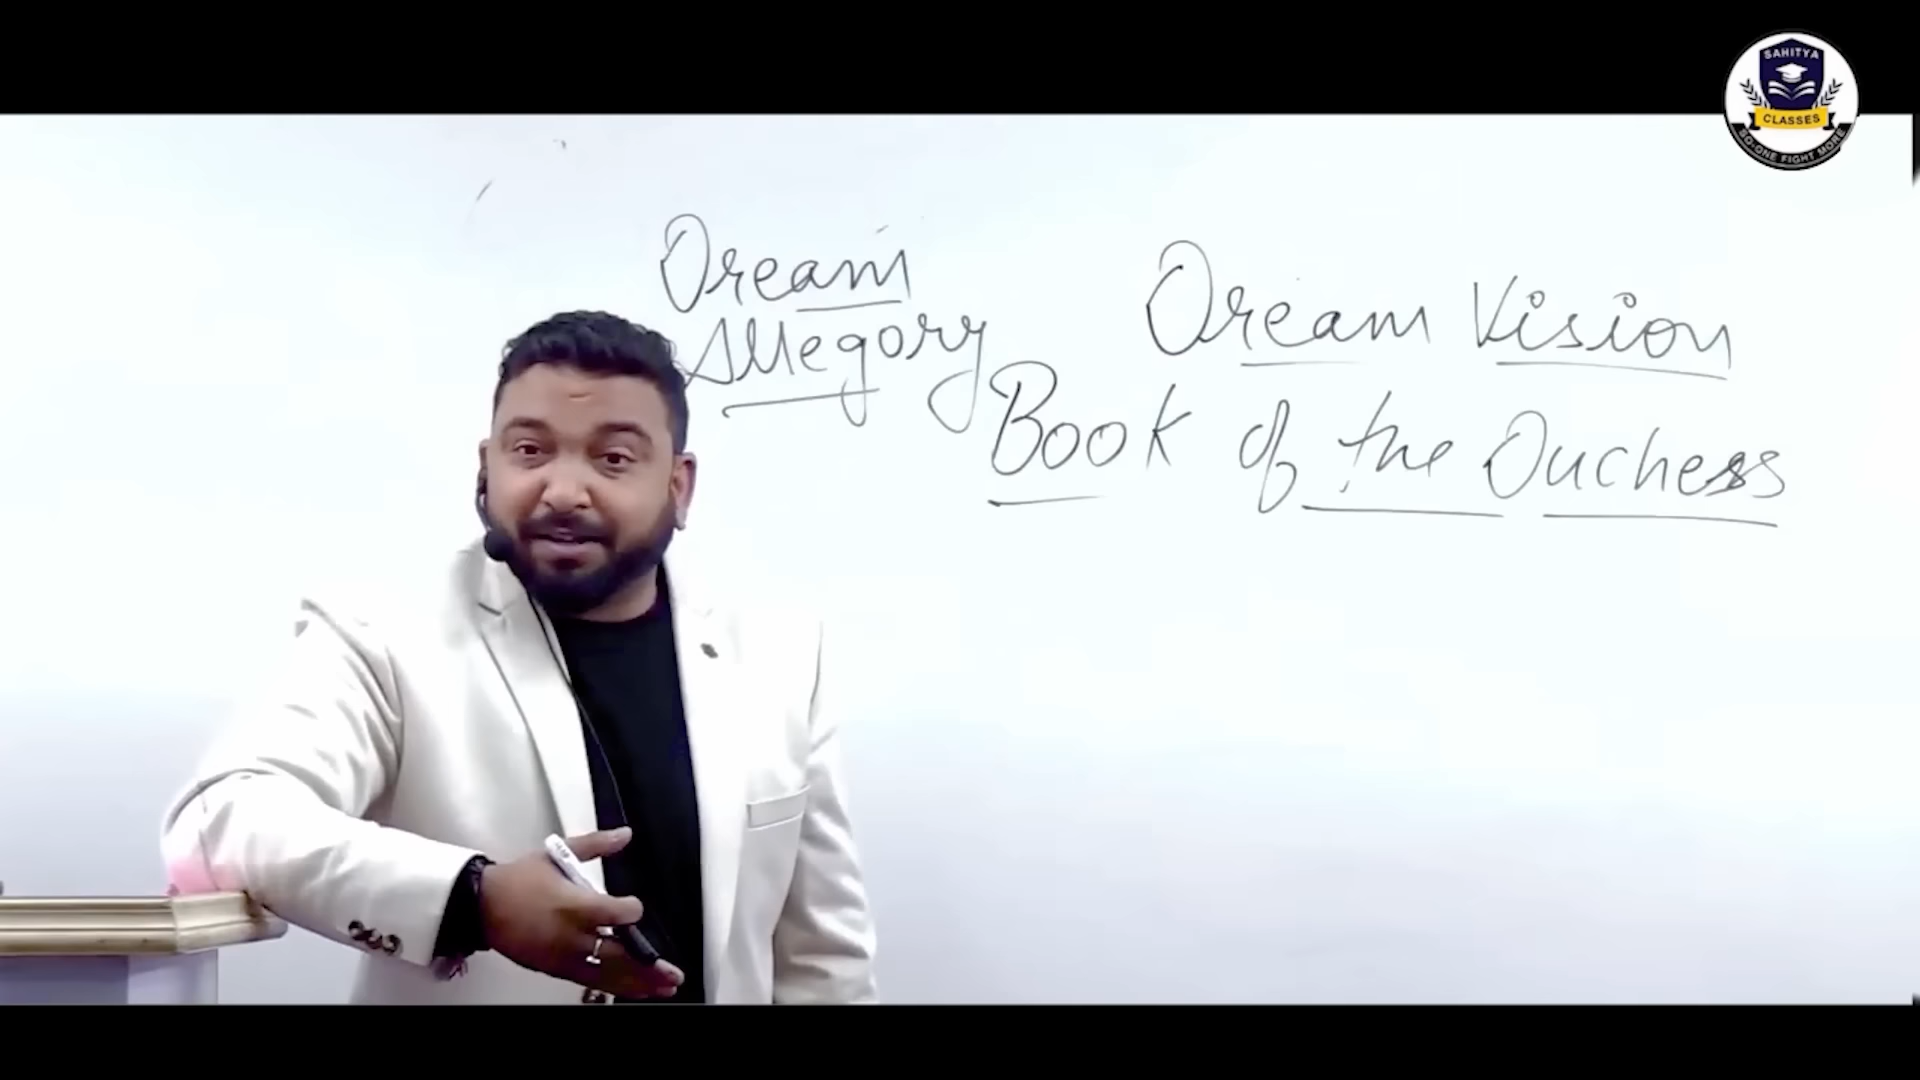 SAHITYA
CLASSES
Dream
Allegory
Dream Vision
Book of the Duchess